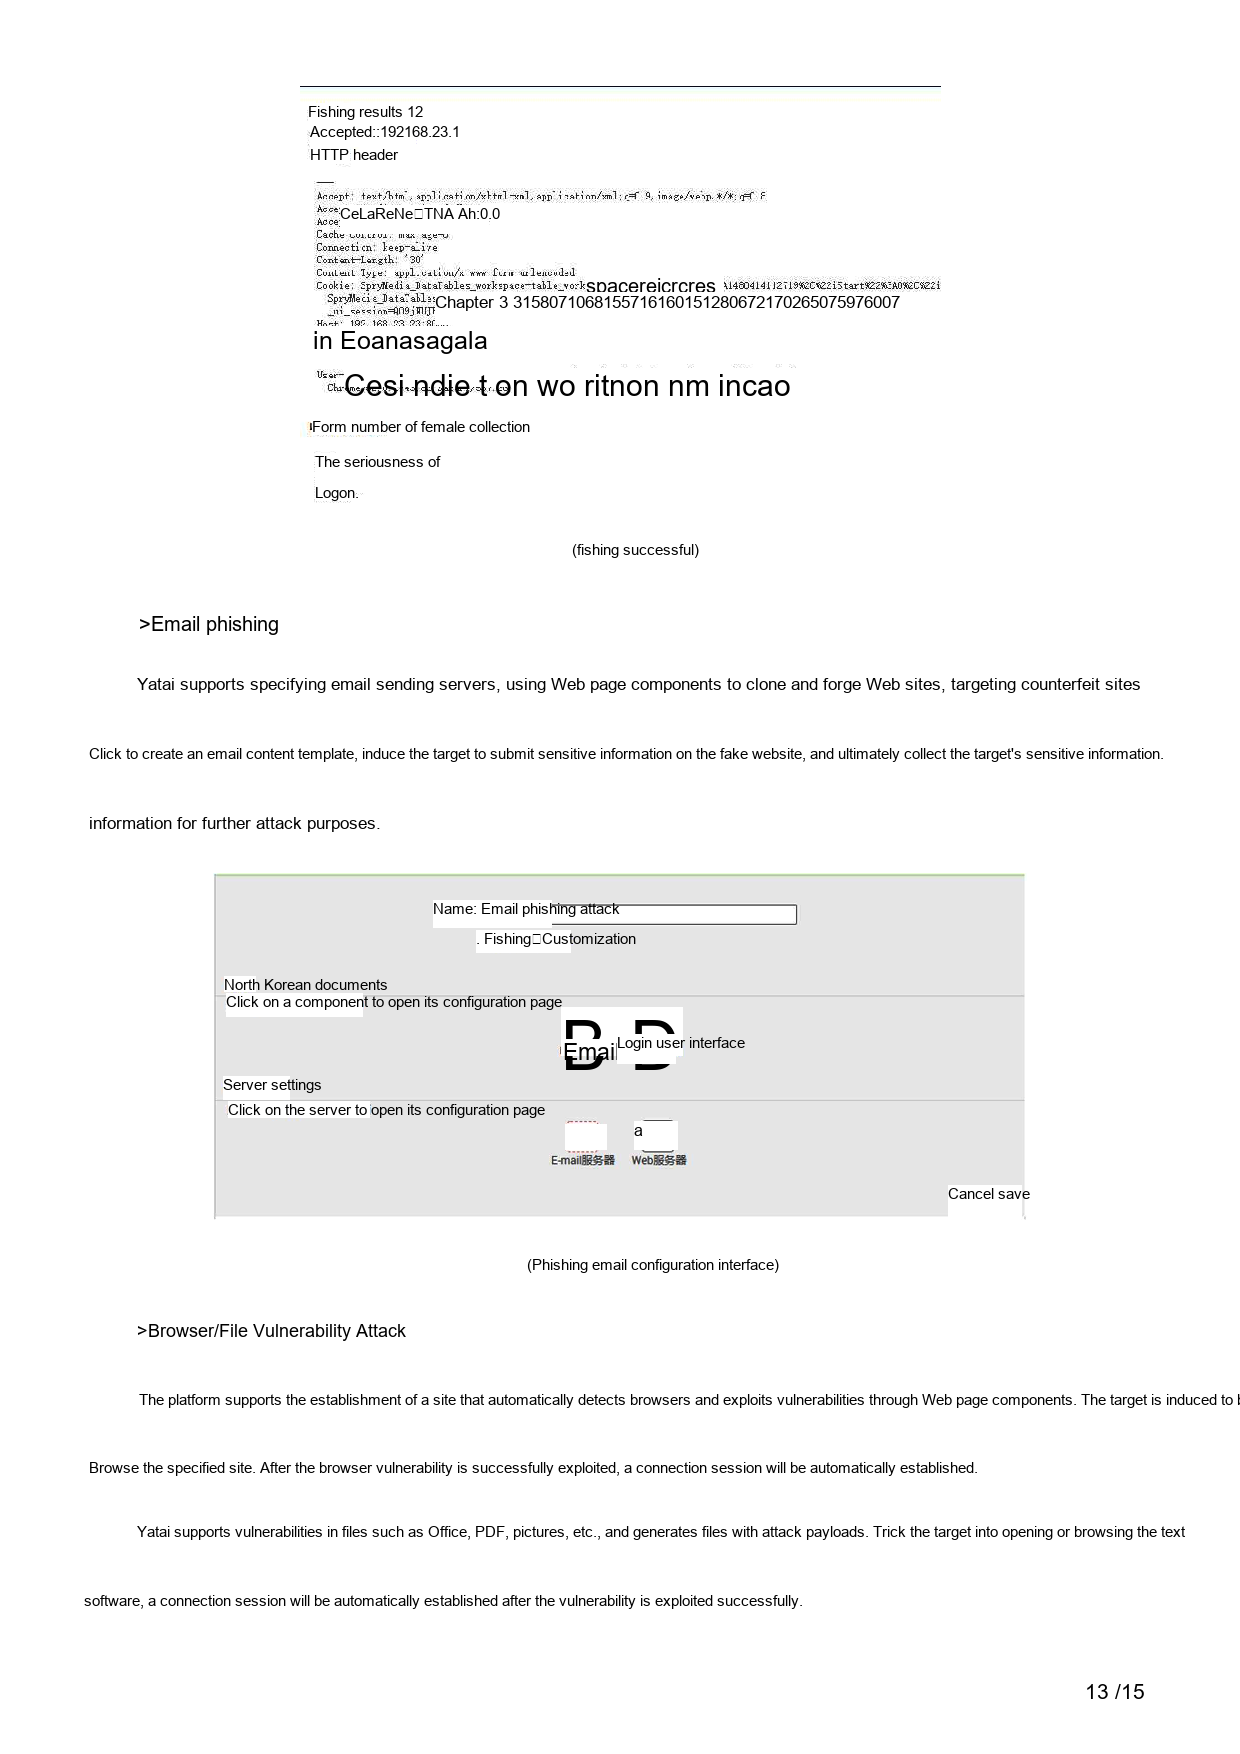 Fishing results 12
Accepted::192168.23.1
HTTP header
Accept: text/html,application/xhtml+xml,application/xml;q=0.9,image/webp,*/*;q=0.8
CeLaReNe□TNA Ah:0.0
Cache-Control: max-age=0
Connection: keep-alive
Content-Length: '30'
Content-Type: application/x-www-form-urlencoded
Cookie: SpryMedia_DataTables_workspace-table_work spacereicrcres
SpryMedia_DataTables Chapter 3 3158071068155716160151280672170265075976007
_ui_session=
in Eoanasagala
User-
Cesi ndie t on wo ritnon nm incao
Form number of female collection
The seriousness of
Logon.
(fishing successful)
>Email phishing
Yatai supports specifying email sending servers, using Web page components to clone and forge Web sites, targeting counterfeit sites
Click to create an email content template, induce the target to submit sensitive information on the fake website, and ultimately collect the target's sensitive information.
information for further attack purposes.
Name: Email phishing attack
. Fishing□Customization
North Korean documents
Click on a component to open its configuration page
B D
Email Login user interface
Server settings
Click on the server to open its configuration page
a
E-mail服务器 Web服务器
Cancel save
(Phishing email configuration interface)
>Browser/File Vulnerability Attack
The platform supports the establishment of a site that automatically detects browsers and exploits vulnerabilities through Web page components. The target is induced to b
Browse the specified site. After the browser vulnerability is successfully exploited, a connection session will be automatically established.
Yatai supports vulnerabilities in files such as Office, PDF, pictures, etc., and generates files with attack payloads. Trick the target into opening or browsing the text
software, a connection session will be automatically established after the vulnerability is exploited successfully.
13 /15